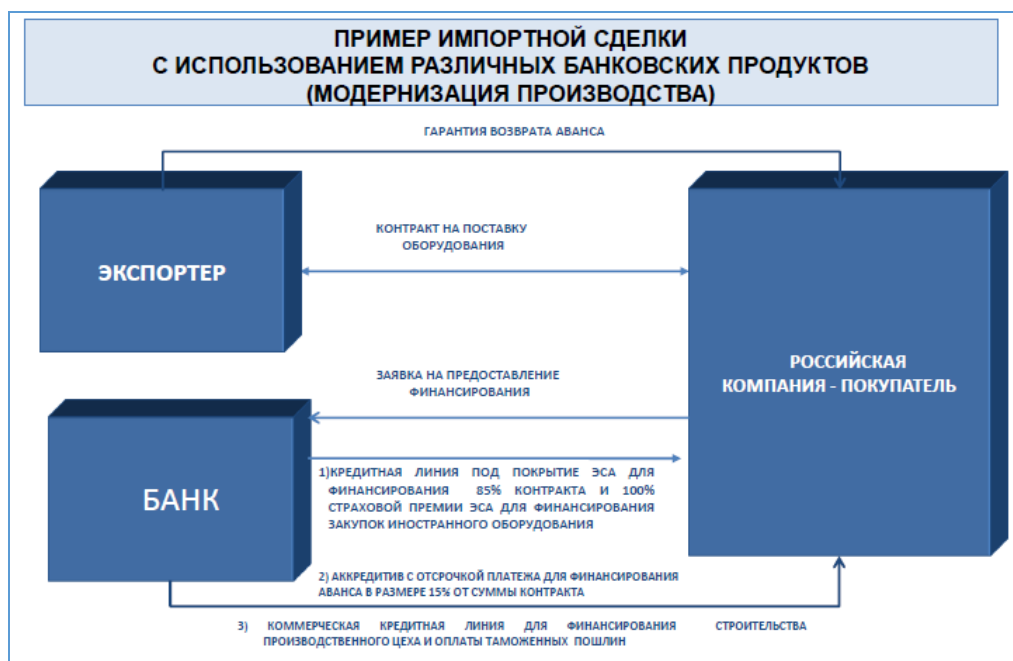 ПРИМЕР ИМПОРТНОЙ СДЕЛКИ
С ИСПОЛЬЗОВАНИЕМ РАЗЛИЧНЫХ БАНКОВСКИХ ПРОДУКТОВ
(МОДЕРНИЗАЦИЯ ПРОИЗВОДСТВА)
ГАРАНТИЯ ВОЗВРАТА АВАНСА
КОНТРАКТ НА ПОСТАВКУ
ОБОРУДОВАНИЯ
ЭКСПОРТЕР
РОССИЙСКАЯ
КОМПАНИЯ - ПОКУПАТЕЛЬ
ЗАЯВКА НА ПРЕДОСТАВЛЕНИЕ
ФИНАНСИРОВАНИЯ
БАНК
1)КРЕДИТНАЯ ЛИНИЯ ПОД ПОКРЫТИЕ ЭСА ДЛЯ
ФИНАНСИРОВАНИЯ 85% КОНТРАКТА И 100%
СТРАХОВОЙ ПРЕМИИ ЭСА ДЛЯ ФИНАНСИРОВАНИЯ
ЗАКУПОК ИНОСТРАННОГО ОБОРУДОВАНИЯ
2) АККРЕДИТИВ С ОТСРОЧКОЙ ПЛАТЕЖА ДЛЯ ФИНАНСИРОВАНИЯ
АВАНСА В РАЗМЕРЕ 15% ОТ СУММЫ КОНТРАКТА
3) КОММЕРЧЕСКАЯ КРЕДИТНАЯ ЛИНИЯ ДЛЯ ФИНАНСИРОВАНИЯ СТРОИТЕЛЬСТВА
ПРОИЗВОДСТВЕННОГО ЦЕХА И ОПЛАТЫ ТАМОЖЕННЫХ ПОШЛИН